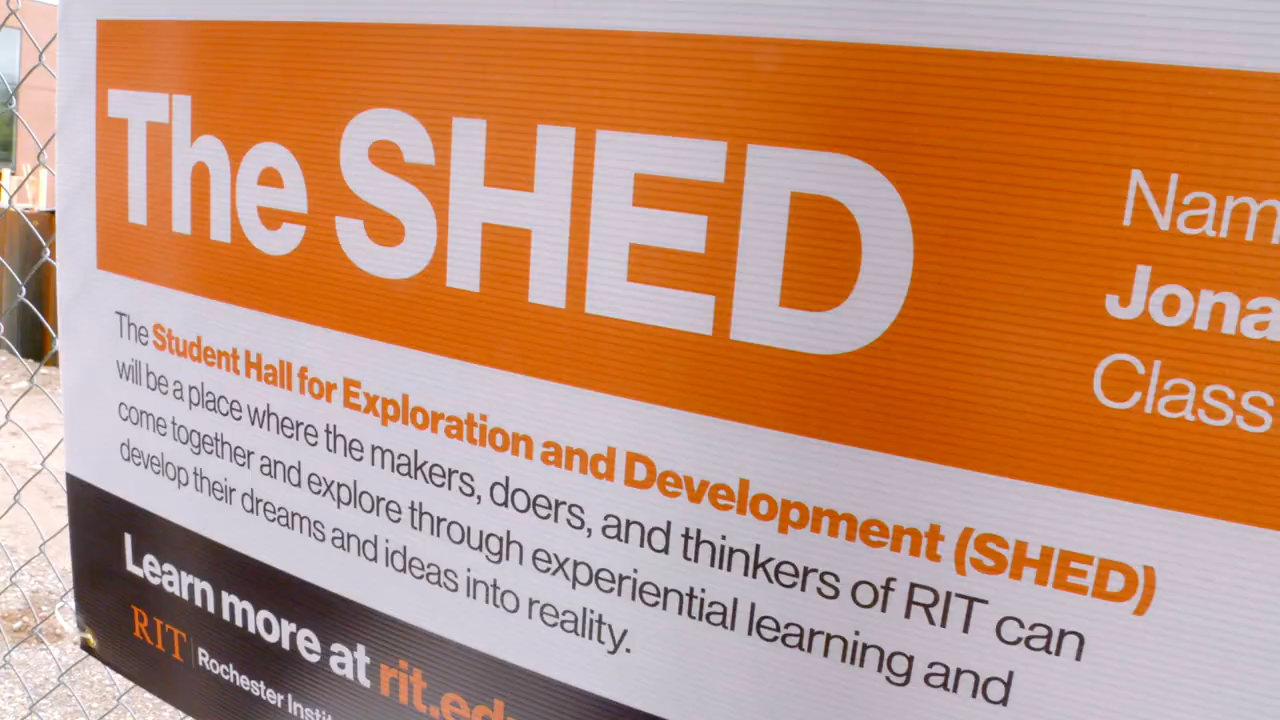 The SHED
Nam
Jona
Class
The Student Hall for Exploration and Development (SHED)
will be a place where the makers, doers, and thinkers of RIT can
come together and explore through experiential learning and
develop their dreams and ideas into reality.
Learn more at rit.ed
RIT | Rochester Insti